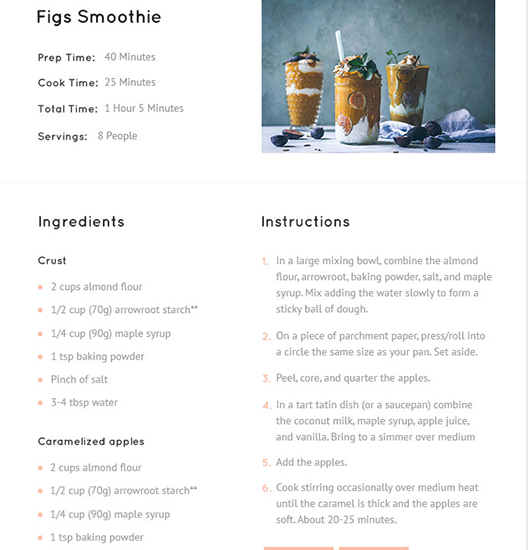 Figs Smoothie
Prep Time: 40 Minutes
Cook Time: 25 Minutes
Total Time: 1 Hour 5 Minutes
Servings: 8 People
Ingredients
Crust
2 cups almond flour
1/2 cup (70g) arrowroot starch**
1/4 cup (90g) maple syrup
1 tsp baking powder
Pinch of salt
3-4 tbsp water
Caramelized apples
2 cups almond flour
1/2 cup (70g) arrowroot starch**
1/4 cup (90g) maple syrup
1 tsp baking powder
Instructions
1. In a large mixing bowl, combine the almond
flour, arrowroot, baking powder, salt, and maple
syrup. Mix adding the water slowly to form a
sticky ball of dough.
2. On a piece of parchment paper, press/roll into
a circle the same size as your pan. Set aside.
3. Peel, core, and quarter the apples.
4. In a tart tatin dish (or a saucepan) combine
the coconut milk, maple syrup, apple juice,
and vanilla. Bring to a simmer over medium
5. Add the apples.
6. Cook stirring occasionally over medium heat
until the caramel is thick and the apples are
soft. About 20-25 minutes.